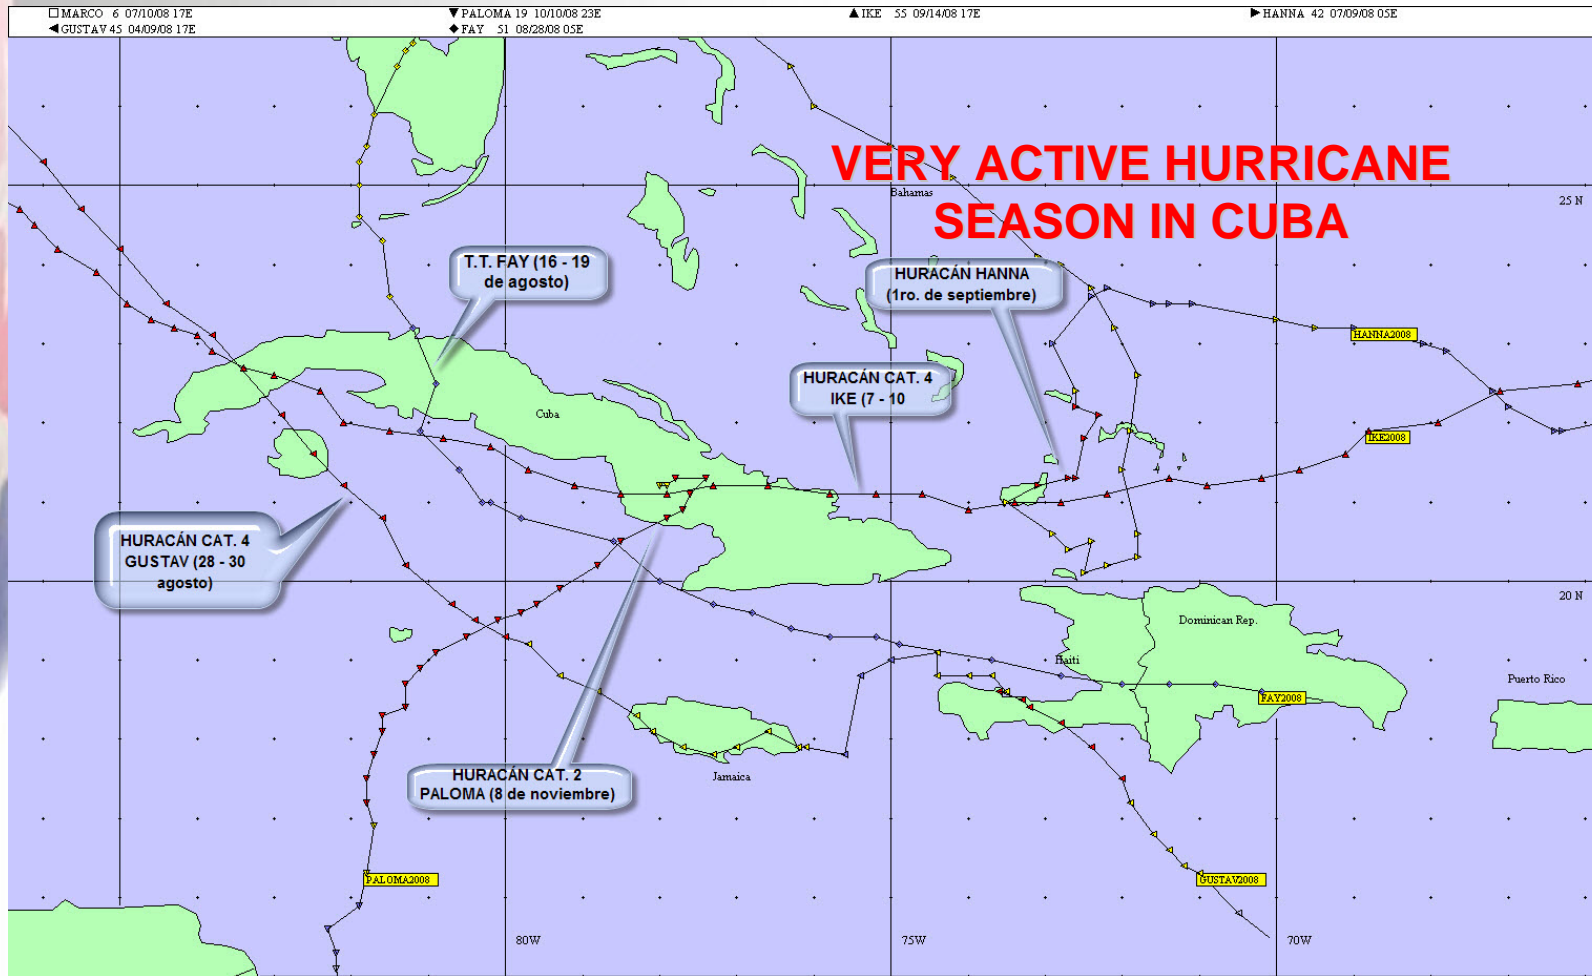 MARCO 6 07/10/08 17E
PALOMA 19 10/10/08 23E
IKE 55 09/14/08 17E
HANNA 42 07/09/08 05E
GUSTAV 45 04/09/08 17E
FAY 51 08/28/08 05E
VERY ACTIVE HURRICANE
SEASON IN CUBA
Bahamas
25 N
T.T. FAY (16 - 19
de agosto)
HURACÁN HANNA
(1ro. de septiembre)
HANNA2008
HURACÁN CAT. 4
IKE (7 - 10
Cuba
IKE2008
HURACÁN CAT. 4
GUSTAV (28 - 30
agosto)
20 N
Dominican Rep.
Haiti
Puerto Rico
FAY2008
HURACÁN CAT. 2
PALOMA (8 de noviembre)
Jamaica
PALOMA2008
GUSTAV2008
80W
75W
70W